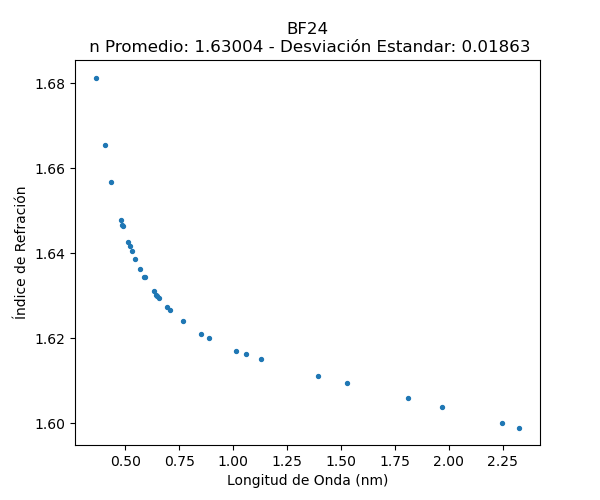 BF24
n Promedio: 1.63004 - Desviación Estandar: 0.01863
1.68
1.66
1.64
1.62
1.60
Índice de Refración
0.50 0.75 1.00 1.25 1.50 1.75 2.00 2.25
Longitud de Onda (nm)